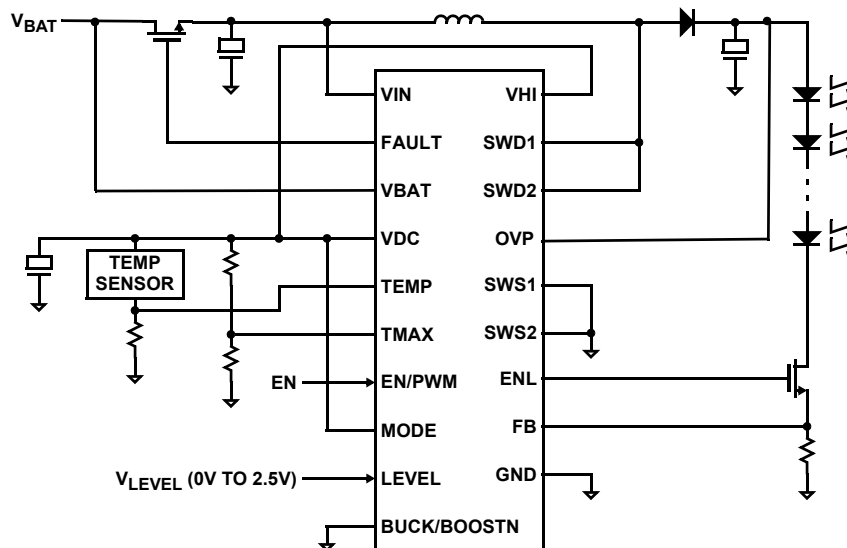 VBAT
VIN
VHI
FAULT
SWD1
VBAT
SWD2
VDC
OVP
TEMP
SENSOR
TEMP
SWS1
TMAX
SWS2
EN
EN/PWM
ENL
MODE
FB
VLEVEL (0V TO 2.5V)
LEVEL
GND
BUCK/BOOSTN